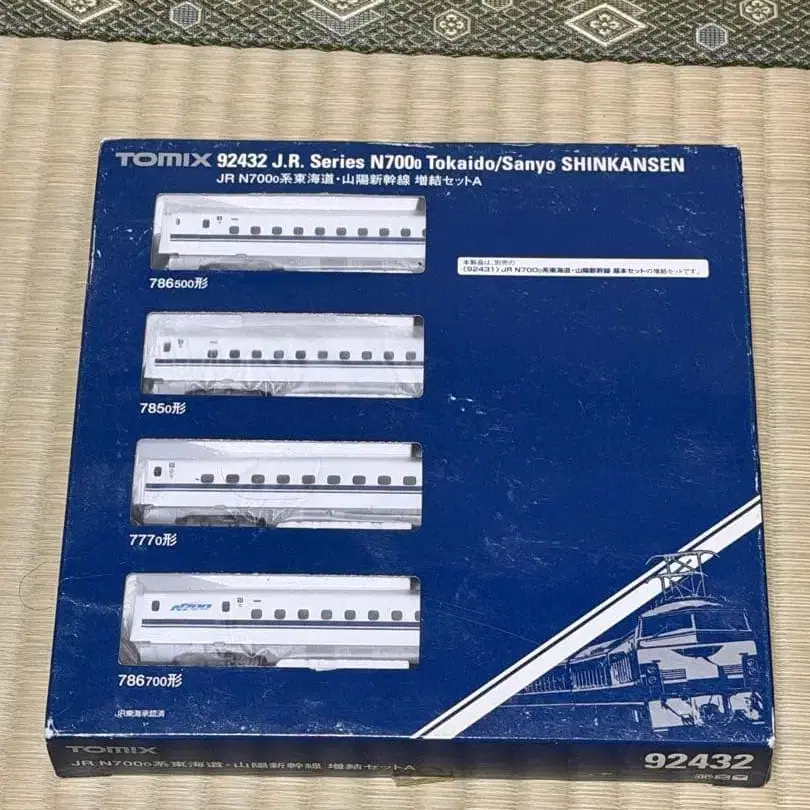 TOMIX 92432 J.R. Series N700₀ Tokaido/Sanyo SHINKANSEN
JR N700₀系東海道・山陽新幹線 増結セットA
786500形
本製品は、別売の
(92431) JR N700₀系東海道・山陽新幹線 基本セットの増結セットです。
7850形
7770形
N700
786700形
JR東海承認済
TOMIX
92432
JR N700₀系東海道・山陽新幹線 増結セットA